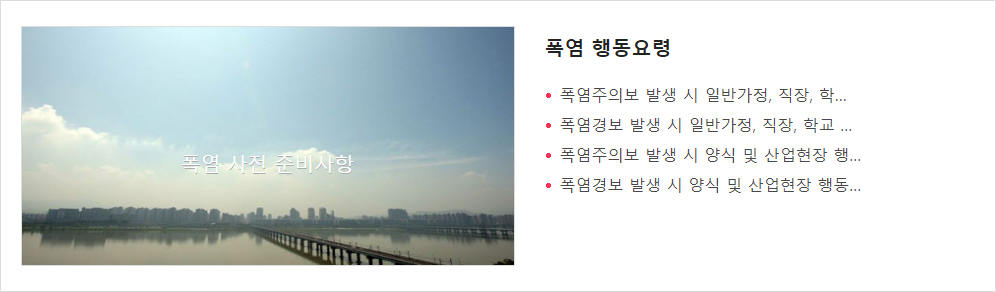 폭염 사전 준비사항
폭염 행동요령
폭염주의보 발생 시 일반가정, 직장, 학...
폭염경보 발생 시 일반가정, 직장, 학교 ...
폭염주의보 발생 시 양식 및 산업현장 행...
폭염경보 발생 시 양식 및 산업현장 행동...